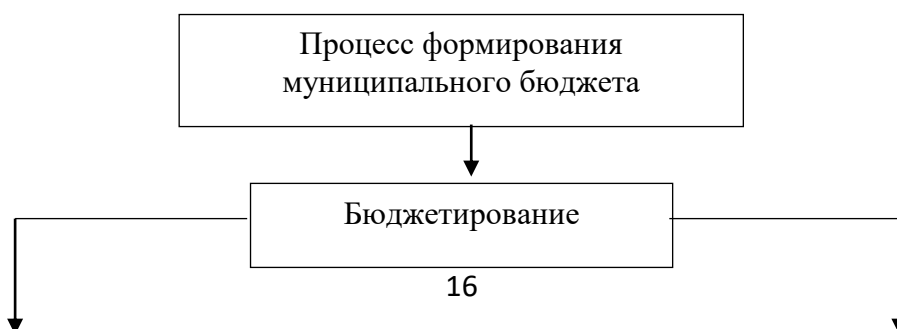 Процесс формирования
муниципального бюджета
Бюджетирование
16